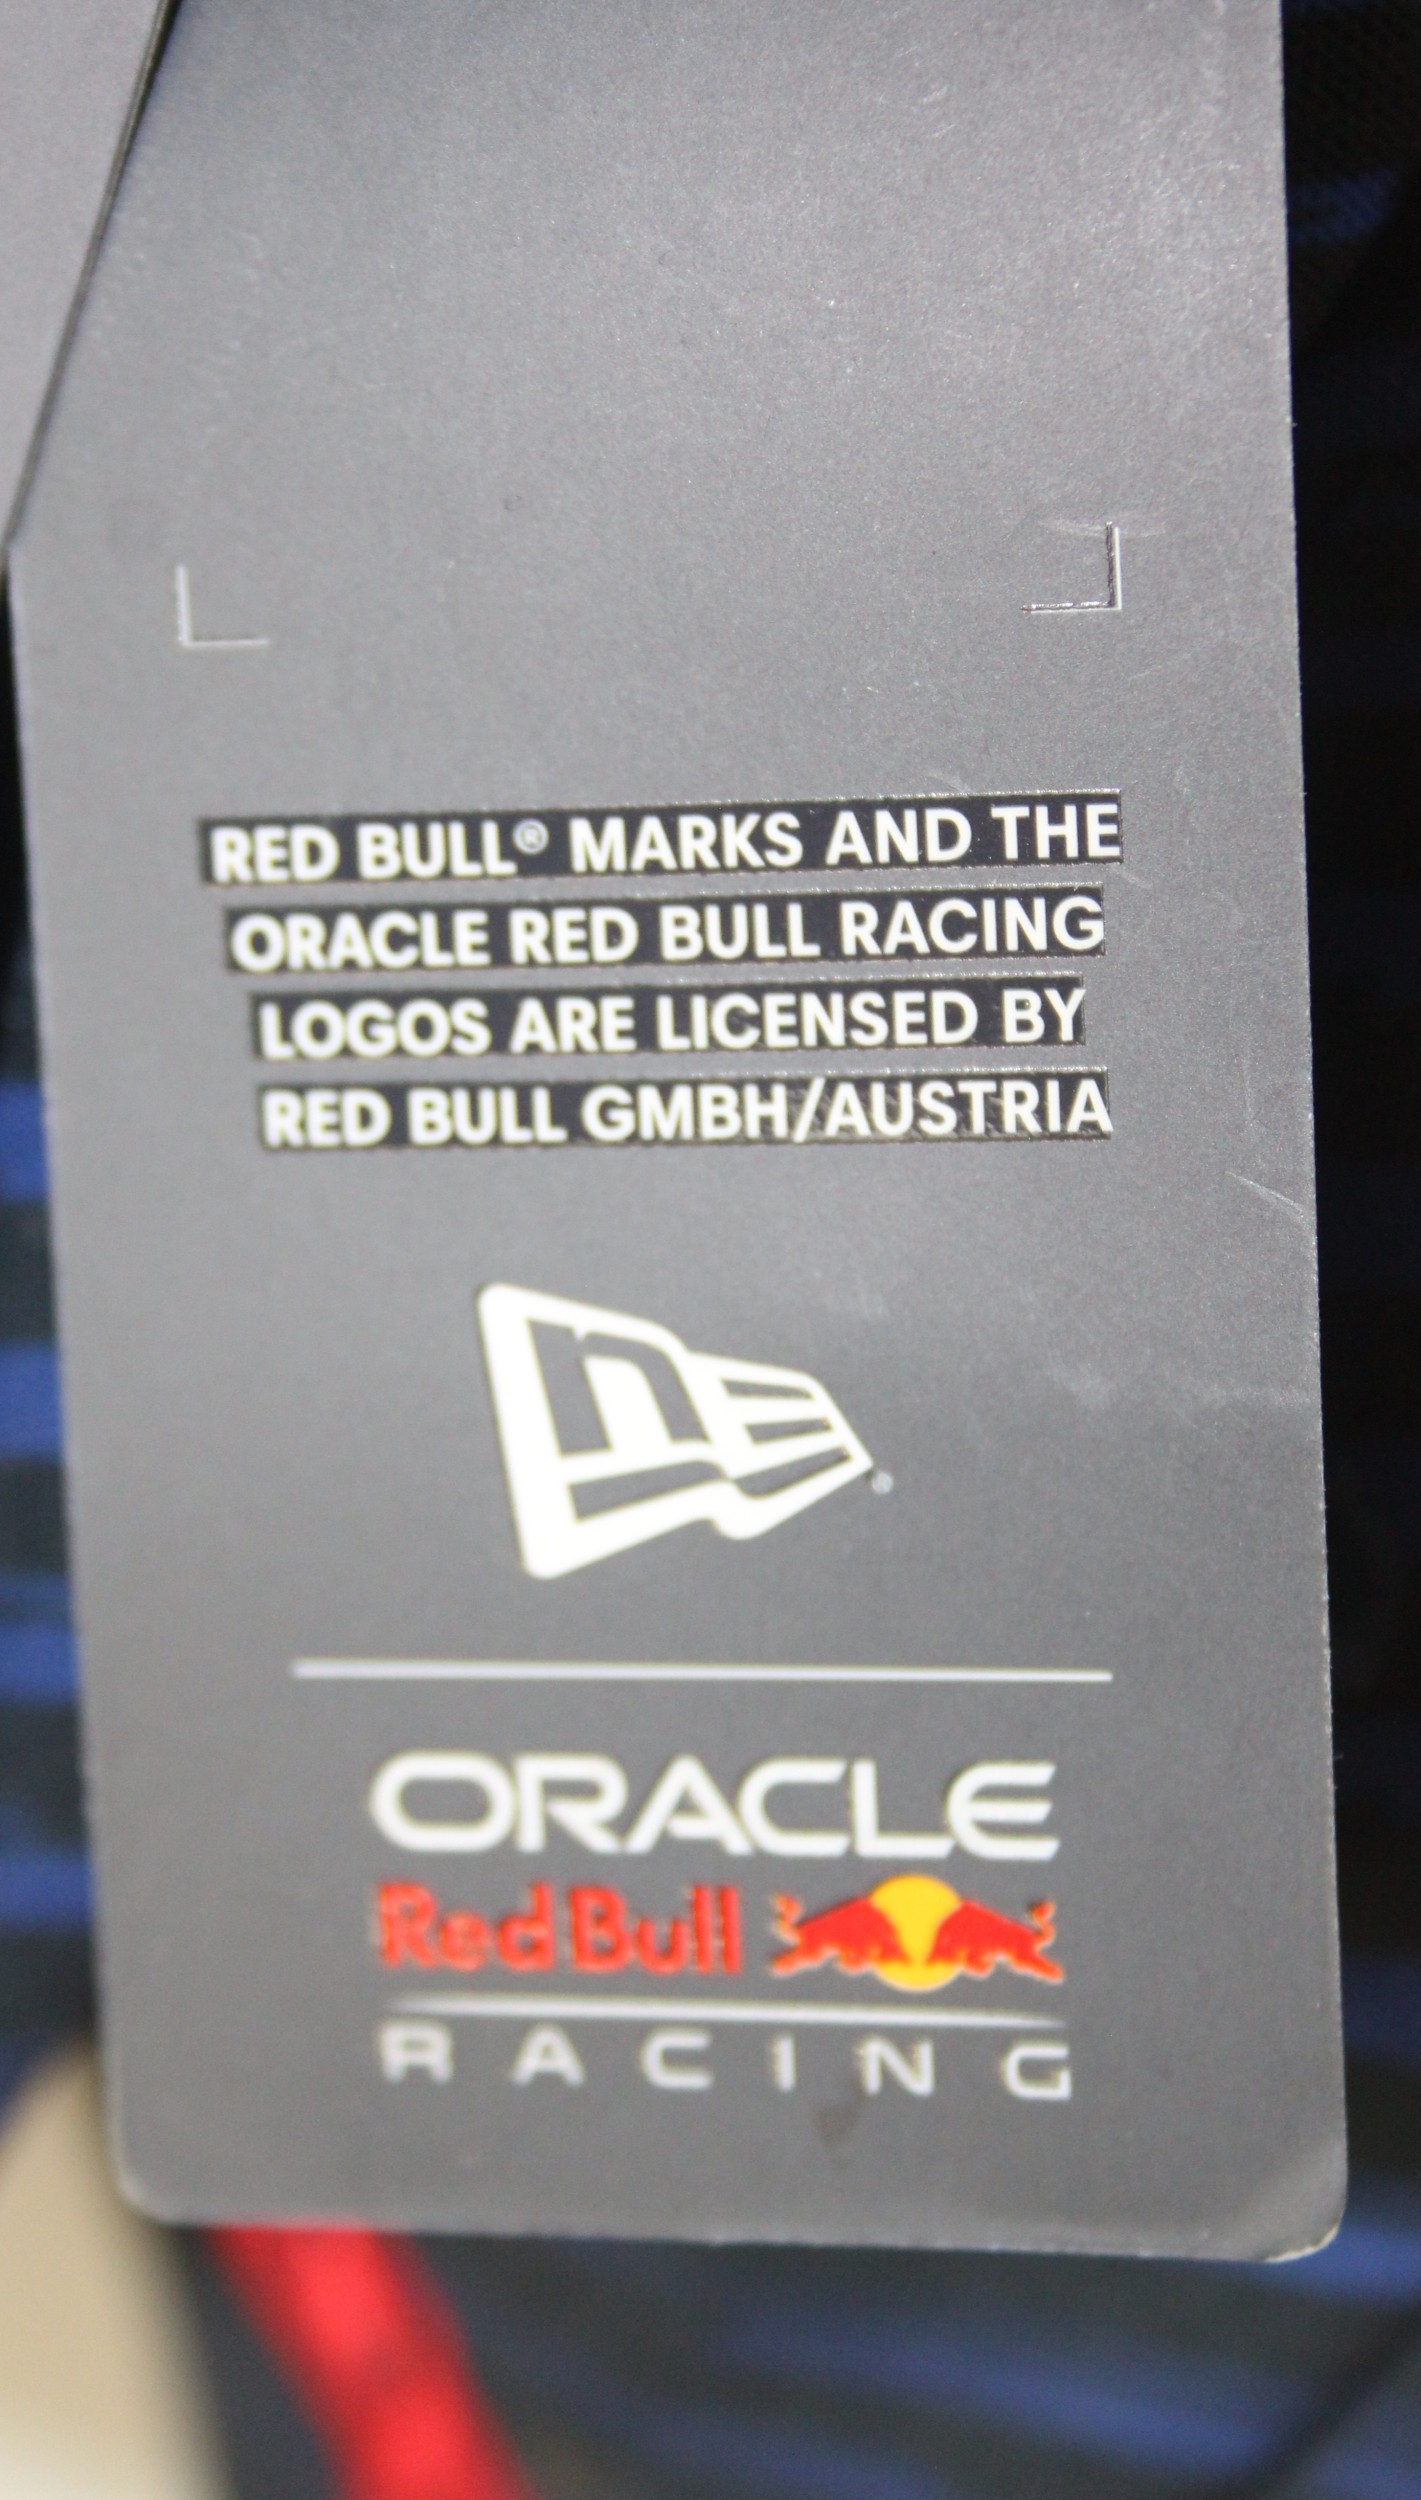 RED BULL® MARKS AND THE
ORACLE RED BULL RACING
LOGOS ARE LICENSED BY
RED BULL GMBH/AUSTRIA
NE
ORACLE
Red Bull
RACING